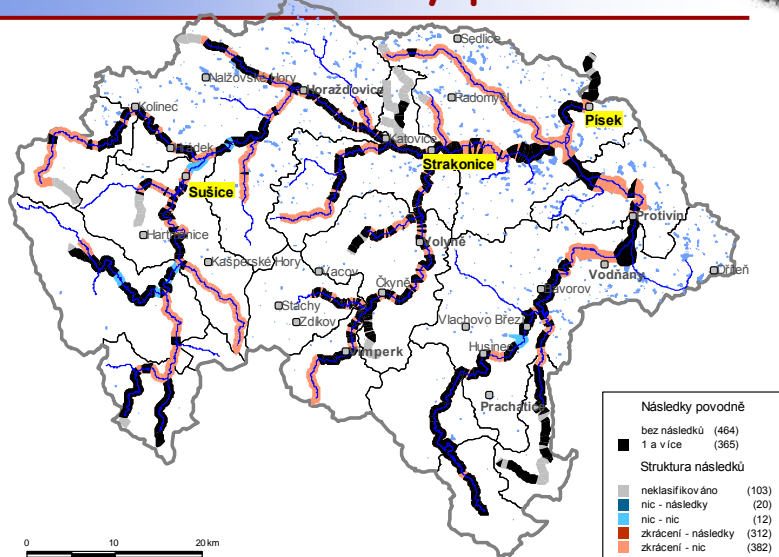 Sedlice
Nalžovské Hory
Horažďovice
Radomyšl
Kolinec
Písek
Katovice
Hrádek
Strakonice
Sušice
Protivín
Hartmanice
Volyně
Kašperské Hory
Vacov
Vodňany
Dříteň
Čkyně
Bavorov
Stachy
Zdíkov
Vlachovo Březí
Vimperk
Husinec
Prachatice
Následky povodně
bez následků (464)
1 a více (365)
Struktura následků
neklasifikováno (103)
nic - následky (20)
nic - nic (12)
zkrácení - následky (312)
zkrácení - nic (382)
0 10 20 km